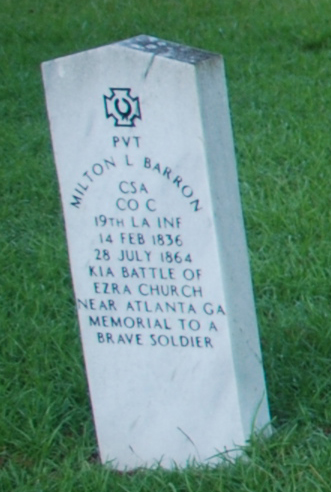 PVT
MILTON L BARRON
CSA
CO C
19TH LA INF
14 FEB 1836
28 JULY 1864
KIA BATTLE OF
EZRA CHURCH
NEAR ATLANTA GA
MEMORIAL TO A
BRAVE SOLDIER